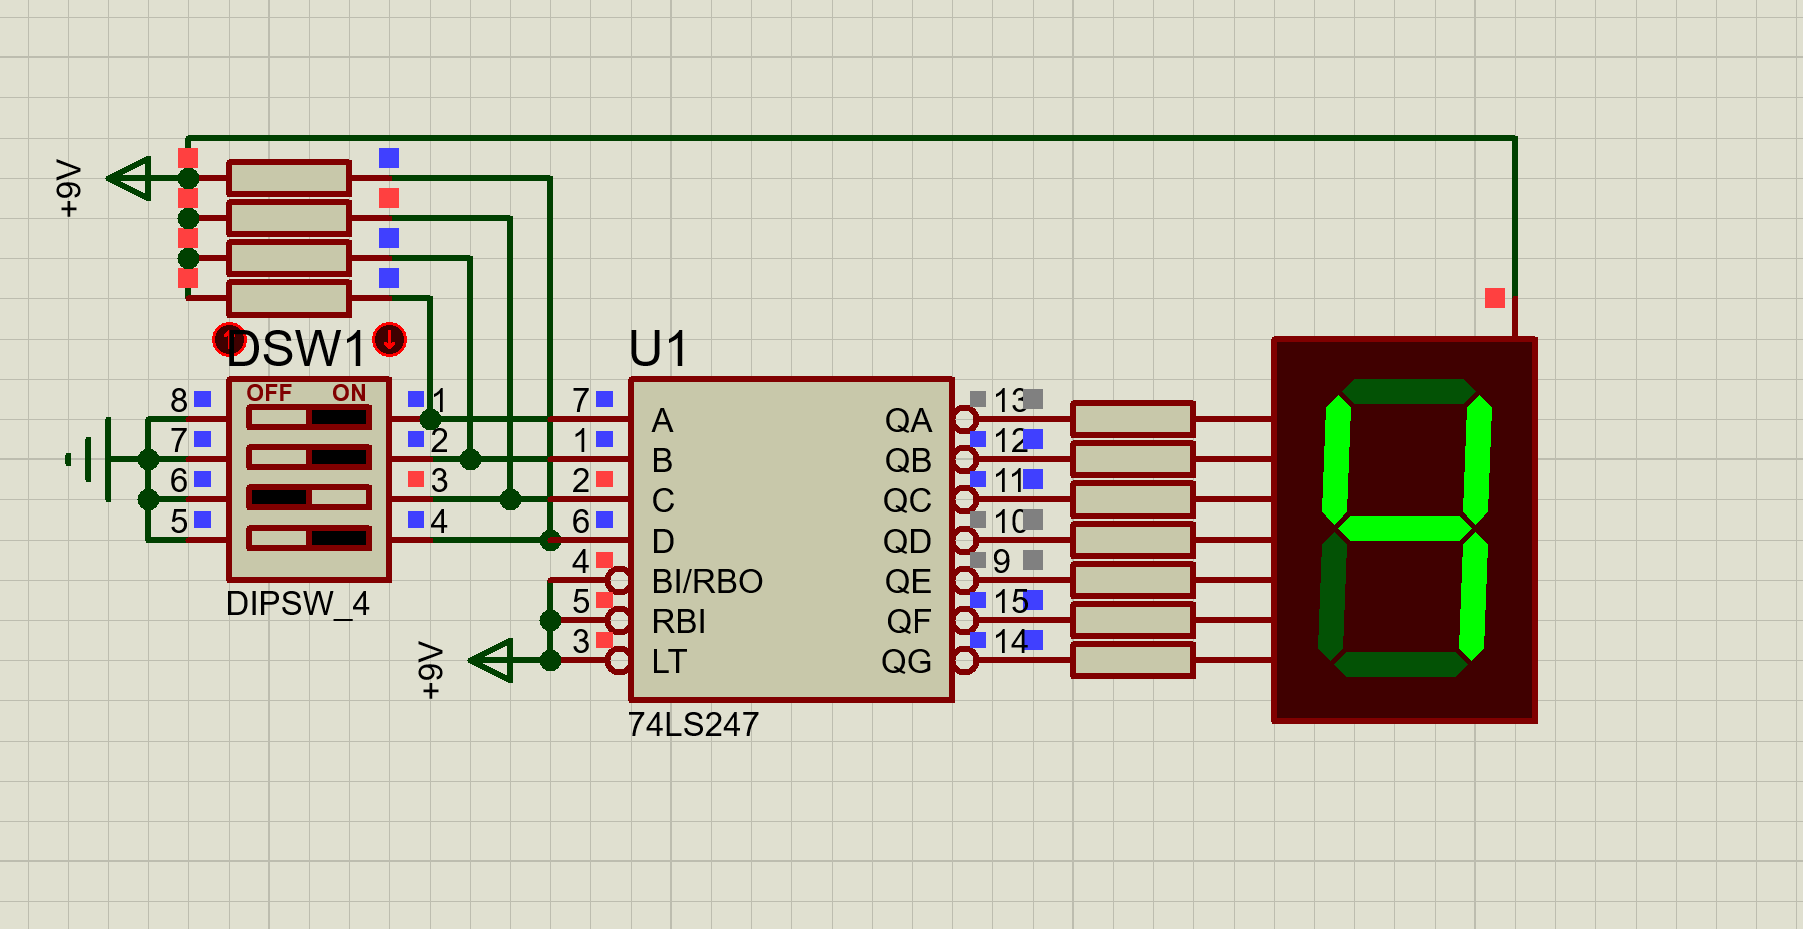 +9V
DSW1
OFF ON
8 1
7 2
6 3
5 4
DIPSW_4
U1
7 A QA 13
1 B QB 12
2 C QC 11
6 D QD 10
4 BI/RBO QE 9
5 RBI QF 15
3 LT QG 14
+9V
74LS247